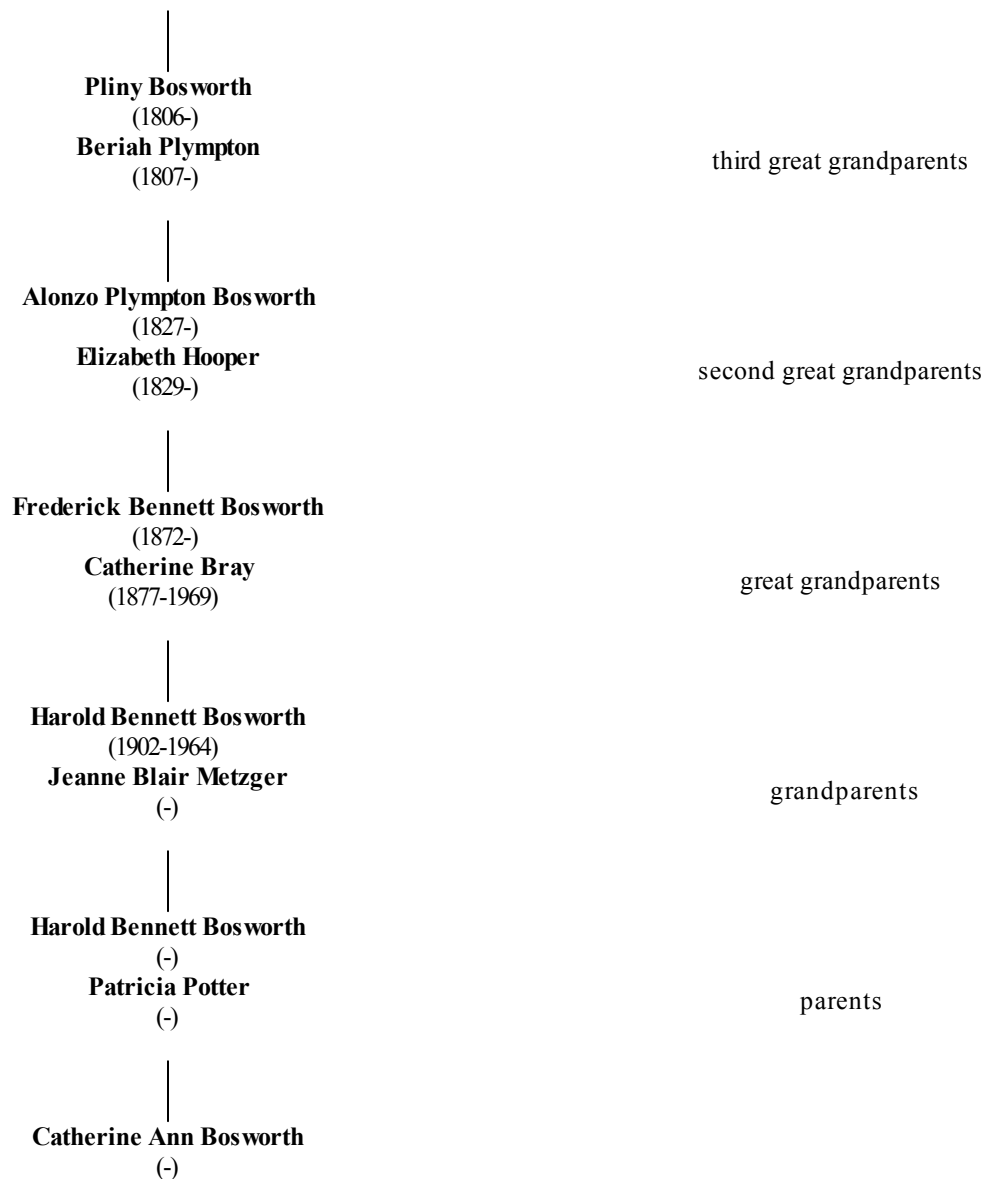 Pliny Bosworth
(1806-)
Beriah Plympton
(1807-)
third great grandparents
Alonzo Plympton Bosworth
(1827-)
Elizabeth Hooper
(1829-)
second great grandparents
Frederick Bennett Bosworth
(1872-)
Catherine Bray
(1877-1969)
great grandparents
Harold Bennett Bosworth
(1902-1964)
Jeanne Blair Metzger
(-)
grandparents
Harold Bennett Bosworth
(-)
Patricia Potter
(-)
parents
Catherine Ann Bosworth
(-)